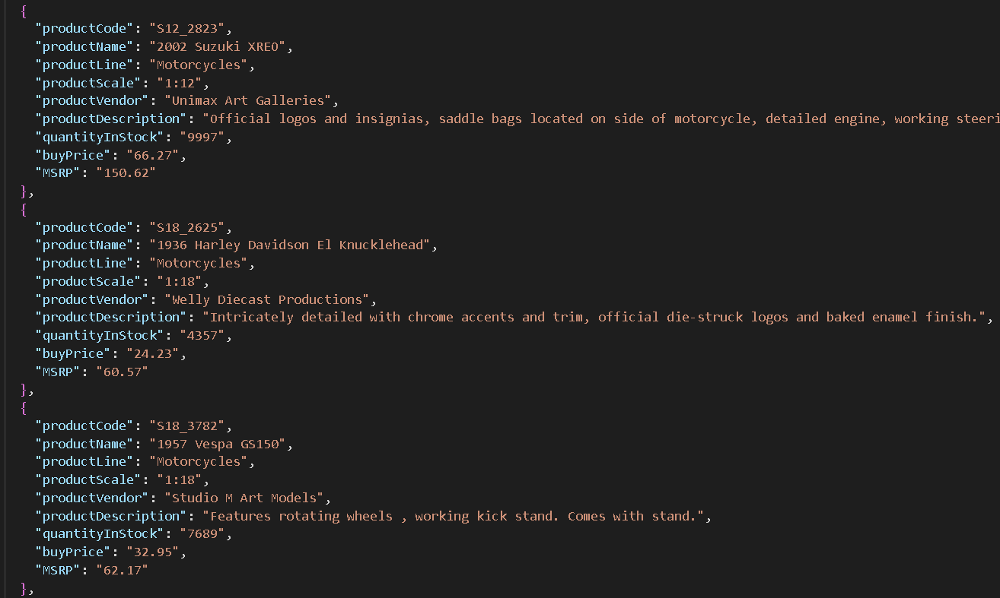 {
"productCode": "S12_2823",
"productName": "2002 Suzuki XREO",
"productLine": "Motorcycles",
"productScale": "1:12",
"productVendor": "Unimax Art Galleries",
"productDescription": "Official logos and insignias, saddle bags located on side of motorcycle, detailed engine, working steeri
"quantityInStock": "9997",
"buyPrice": "66.27",
"MSRP": "150.62"
},
{
"productCode": "S18_2625",
"productName": "1936 Harley Davidson El Knucklehead",
"productLine": "Motorcycles",
"productScale": "1:18",
"productVendor": "Welly Diecast Productions",
"productDescription": "Intricately detailed with chrome accents and trim, official die-struck logos and baked enamel finish.",
"quantityInStock": "4357",
"buyPrice": "24.23",
"MSRP": "60.57"
},
{
"productCode": "S18_3782",
"productName": "1957 Vespa GS150",
"productLine": "Motorcycles",
"productScale": "1:18",
"productVendor": "Studio M Art Models",
"productDescription": "Features rotating wheels , working kick stand. Comes with stand.",
"quantityInStock": "7689",
"buyPrice": "32.95",
"MSRP": "62.17"
},